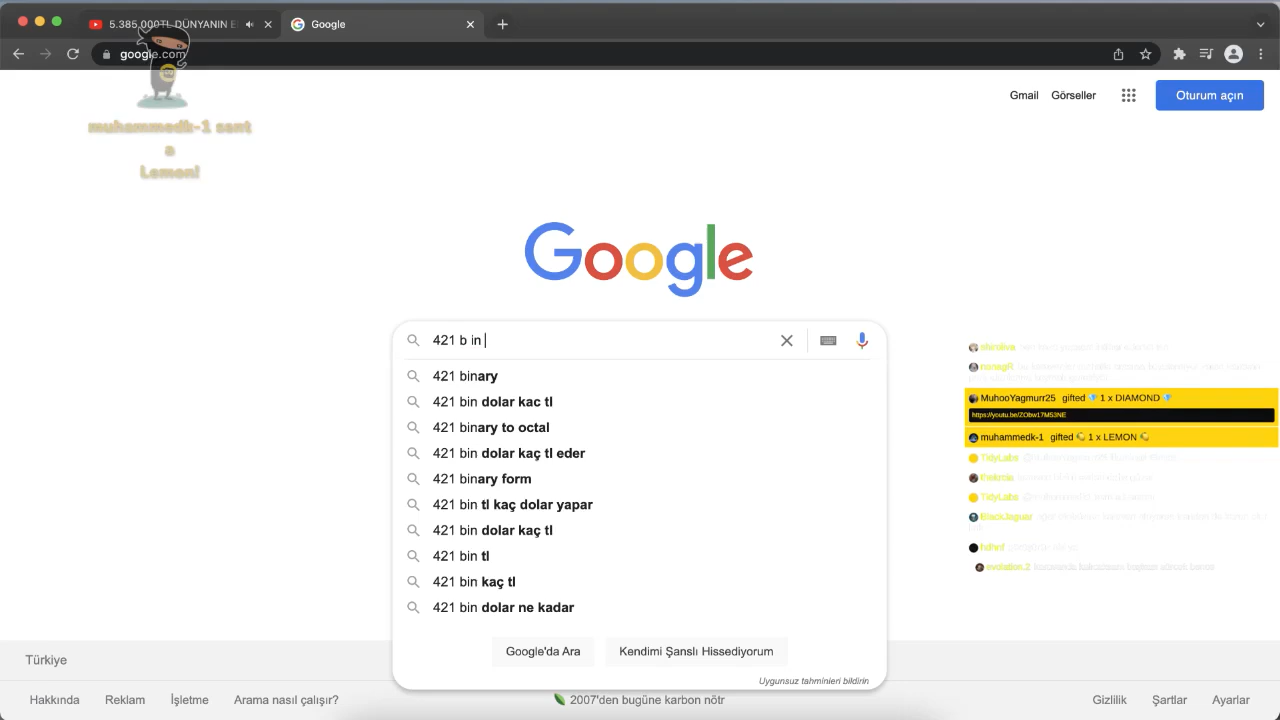 5.385.000TL DÜNYANIN E
Google
google.com
muhammedk-1 sent
a
Lemon!
Gmail Görseller
Oturum açın
Google
421 b in
421 binary
421 bin dolar kac tl
421 binary to octal
421 bin dolar kaç tl eder
421 binary form
421 bin tl kaç dolar yapar
421 bin dolar kaç tl
421 bin tl
421 bin kaç tl
421 bin dolar ne kadar
Google'da Ara
Kendimi Şanslı Hissediyorum
Uygunsuz tahminleri bildirin
MuhooYagmurr25 gifted 💎 1 x DIAMOND 💎
https://youtu.be/ZObw17M53NE
muhammedk-1 gifted 🍋 1 x LEMON 🍋
TidyLabs
TidyLabs
BlackJaguar
evolution.2
Türkiye
Hakkında Reklam İşletme Arama nasıl çalışır?
2007'den bugüne karbon nötr
Gizlilik Şartlar Ayarlar